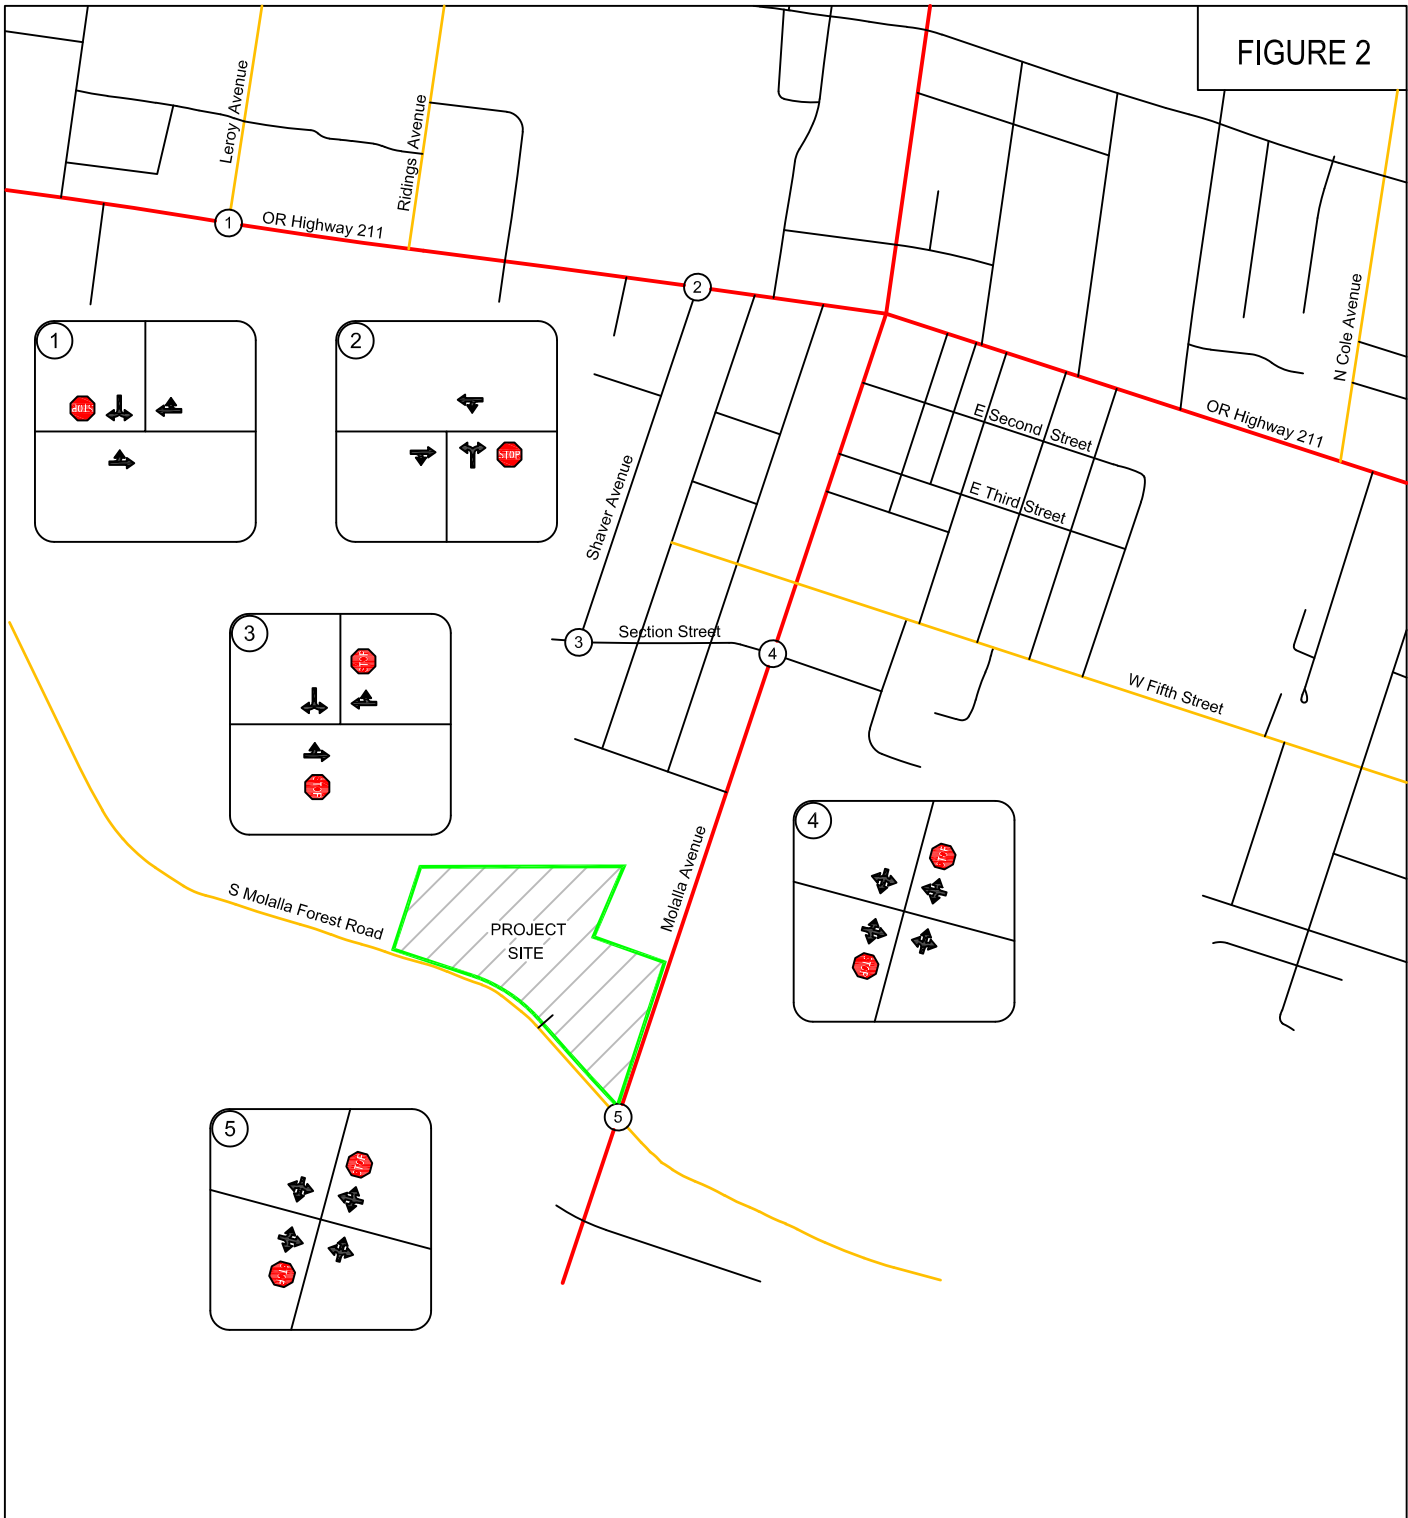 FIGURE 2
Leroy Avenue
Ridings Avenue
1
OR Highway 211
2
N Cole Avenue
1
STOP
2
STOP
OR Highway 211
E Second Street
E Third Street
Shaver Avenue
3
Section Street
4
W Fifth Street
3
STOP
STOP
4
STOP
STOP
S Molalla Forest Road
PROJECT
SITE
Molalla Avenue
5
5
STOP
STOP